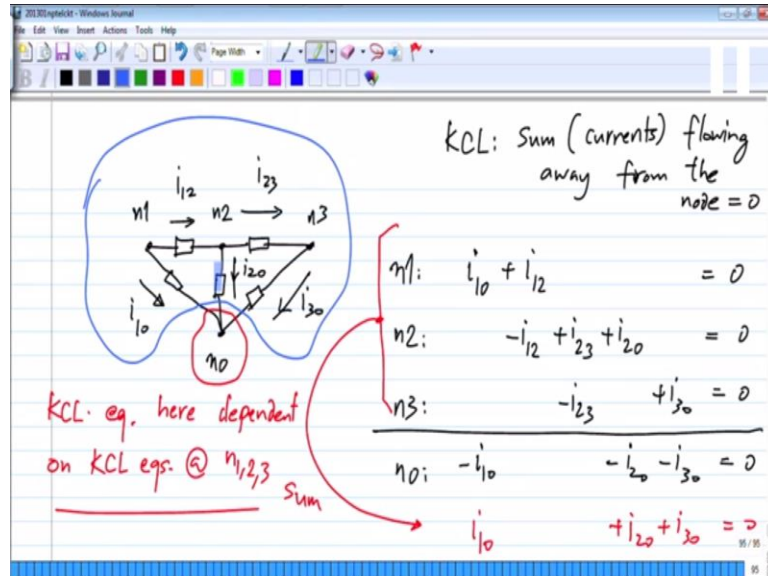 201301nptelckt - Windows Journal
File Edit View Insert Actions Tools Help
Page Width
B I
KCL: Sum (currents) flowing
away from the
node = 0
i12 i23
n1 n2 n3
i10 i20 i30
n0
n1: i10 + i12 = 0
n2: -i12 + i23 + i20 = 0
n3: -i23 + i30 = 0
n0: -i10 - i20 - i30 = 0
KCL. eq. here dependent
on KCL eqs. @ n1,2,3
Sum
i10 + i20 + i30 = 0
95 / 95
95